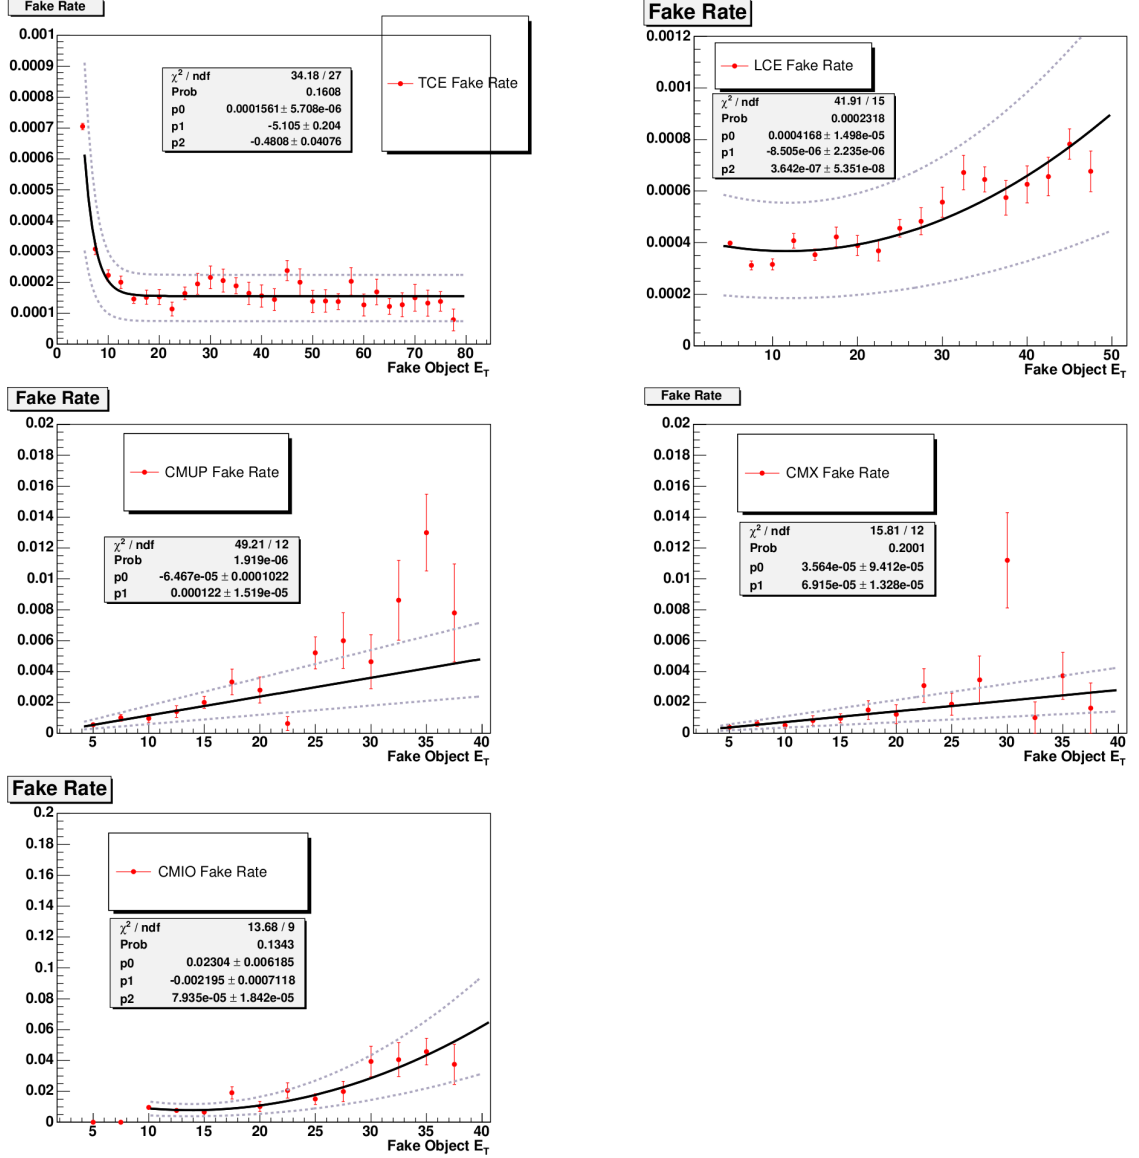 Fake Rate
0.001
0.0009
0.0008
0.0007
0.0006
0.0005
0.0004
0.0003
0.0002
0.0001
0
0 10 20 30 40 50 60 70 80
Fake Object E_T
χ² / ndf 34.18 / 27
Prob 0.1608
p0 0.0001561 ± 5.708e-06
p1 -5.105 ± 0.204
p2 -0.4808 ± 0.04076
TCE Fake Rate
Fake Rate
0.0012
0.001
0.0008
0.0006
0.0004
0.0002
0
10 20 30 40 50
Fake Object E_T
LCE Fake Rate
χ² / ndf 41.91 / 15
Prob 0.0002318
p0 0.0004168 ± 1.498e-05
p1 -8.505e-06 ± 2.235e-06
p2 3.642e-07 ± 5.351e-08
Fake Rate
0.02
0.018
0.016
0.014
0.012
0.01
0.008
0.006
0.004
0.002
0
5 10 15 20 25 30 35 40
Fake Object E_T
CMUP Fake Rate
χ² / ndf 49.21 / 12
Prob 1.919e-06
p0 -6.467e-05 ± 0.0001022
p1 0.000122 ± 1.519e-05
Fake Rate
0.02
0.018
0.016
0.014
0.012
0.01
0.008
0.006
0.004
0.002
0
5 10 15 20 25 30 35 40
Fake Object E_T
CMX Fake Rate
χ² / ndf 15.81 / 12
Prob 0.2001
p0 3.564e-05 ± 9.412e-05
p1 6.915e-05 ± 1.328e-05
Fake Rate
0.2
0.18
0.16
0.14
0.12
0.1
0.08
0.06
0.04
0.02
0
5 10 15 20 25 30 35 40
Fake Object E_T
CMIO Fake Rate
χ² / ndf 13.68 / 9
Prob 0.1343
p0 0.02304 ± 0.006185
p1 -0.002195 ± 0.0007118
p2 7.935e-05 ± 1.842e-05